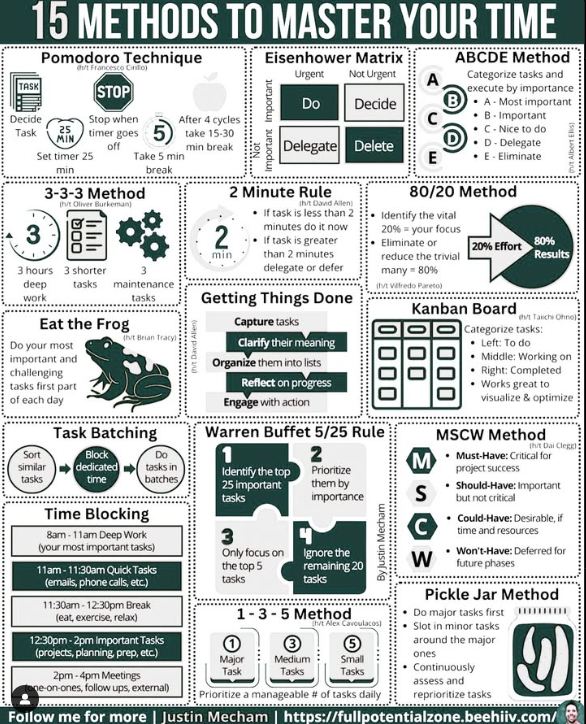 15 METHODS TO MASTER YOUR TIME
Pomodoro Technique
(h/t Francesco Cirillo)
TASK
Decide
Task
25
MIN
Set timer 25
min
STOP
Stop when
timer goes
off
5
Take 5 min
break
After 4 cycles
take 15-30
min break
Eisenhower Matrix
Urgent
Not Urgent
Important
Not
Important
Do
Decide
Delegate
Delete
ABCDE Method
A
B
C
D
E
Categorize tasks and
execute by importance
• A - Most important
• B - Important
• C - Nice to do
• D - Delegate
• E - Eliminate
(h/t Albert Ellis)
3-3-3 Method
(h/t Oliver Burkeman)
3
3 hours
deep
work
3 shorter
tasks
3
maintenance
tasks
2 Minute Rule
(h/t David Allen)
2
min
• If task is less than 2
minutes do it now
• If task is greater
than 2 minutes
delegate or defer
80/20 Method
• Identify the vital
20% = your focus
• Eliminate or
reduce the trivial
many = 80%
(h/t Vilfredo Pareto)
20% Effort
80%
Results
Eat the Frog
(h/t Brian Tracy)
Do your most
important and
challenging
tasks first part
of each day
Getting Things Done
(h/t David Allen)
Capture tasks
Clarify their meaning
Organize them into lists
Reflect on progress
Engage with action
Kanban Board
(h/t Taiichi Ohno)
Categorize tasks:
• Left: To do
• Middle: Working on
• Right: Completed
• Works great to
visualize & optimize
Task Batching
Sort
similar
tasks
Block
dedicated
time
Do
tasks in
batches
Warren Buffet 5/25 Rule
1
Identify the top
25 important
tasks
2
Prioritize
them by
importance
3
Only focus on
the top 5
tasks
4
Ignore the
remaining 20
tasks
By Justin Mecham
MSCW Method
(h/t Dai Clegg)
M
• Must-Have: Critical for
project success
S
• Should-Have: Important
but not critical
C
• Could-Have: Desirable, if
time and resources
W
• Won't-Have: Deferred for
future phases
Time Blocking
8am - 11am Deep Work
(your most important tasks)
11am - 11:30am Quick Tasks
(emails, phone calls, etc.)
11:30am - 12:30pm Break
(eat, exercise, relax)
12:30pm - 2pm Important Tasks
(projects, planning, prep, etc.)
2pm - 4pm Meetings
(one-on-ones, follow ups, external)
1 - 3 - 5 Method
(h/t Alex Cavoulacos)
1
Major
Task
3
Medium
Tasks
5
Small
Tasks
Prioritize a manageable # of tasks daily
Pickle Jar Method
• Do major tasks first
• Slot in minor tasks
around the major
ones
• Continuously
assess and
reprioritize tasks
Follow me for more | Justin Mecham | https://fullpotentialzone.beehiiv.com/